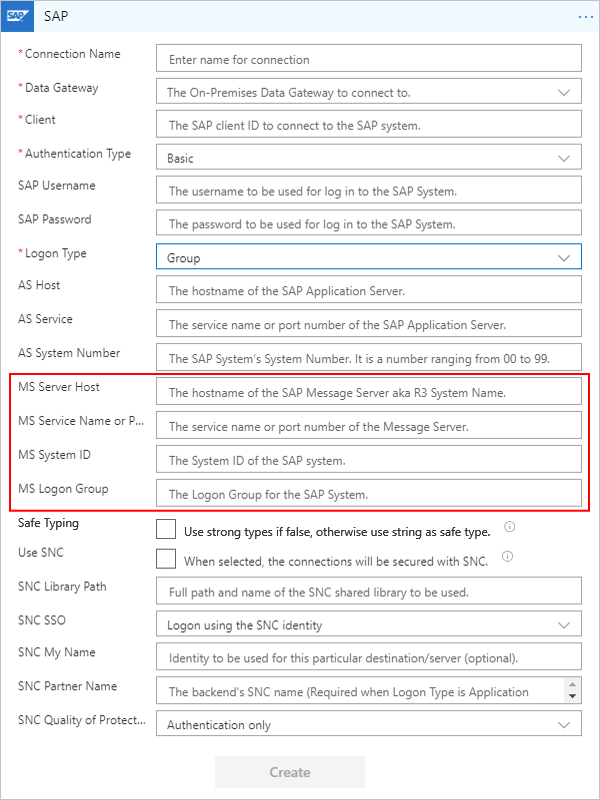 SAP SAP ...
* Connection Name Enter name for connection
* Data Gateway The On-Premises Data Gateway to connect to.
* Client The SAP client ID to connect to the SAP system.
* Authentication Type Basic
SAP Username The username to be used for log in to the SAP System.
SAP Password The password to be used for log in to the SAP System.
* Logon Type Group
AS Host The hostname of the SAP Application Server.
AS Service The service name or port number of the SAP Application Server.
AS System Number The SAP System's System Number. It is a number ranging from 00 to 99.
MS Server Host The hostname of the SAP Message Server aka R3 System Name.
MS Service Name or P... The service name or port number of the Message Server.
MS System ID The System ID of the SAP system.
MS Logon Group The Logon Group for the SAP System.
Safe Typing Use strong types if false, otherwise use string as safe type.
Use SNC When selected, the connections will be secured with SNC.
SNC Library Path Full path and name of the SNC shared library to be used.
SNC SSO Logon using the SNC identity
SNC My Name Identity to be used for this particular destination/server (optional).
SNC Partner Name The backend's SNC name (Required when Logon Type is Application
SNC Quality of Protect... Authentication only
Create